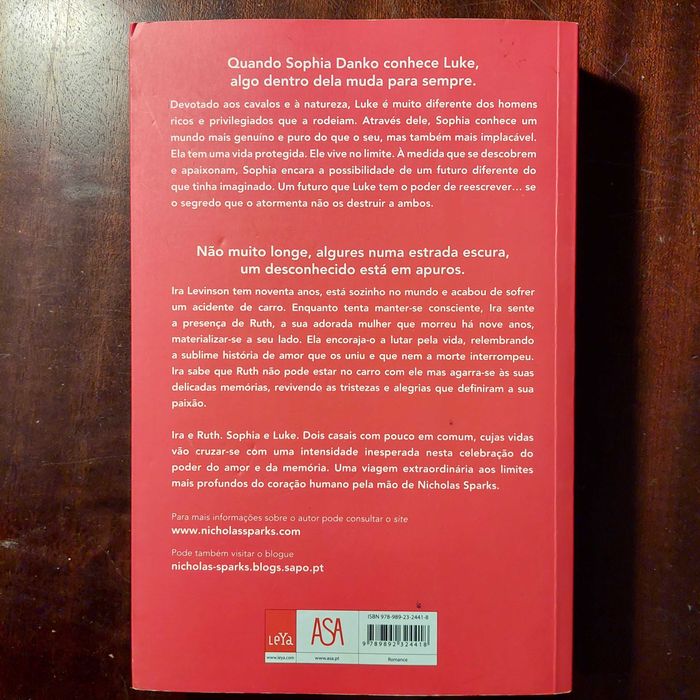 Quando Sophia Danko conhece Luke,
algo dentro dela muda para sempre.
Devotado aos cavalos e à natureza, Luke é muito diferente dos homens
ricos e privilegiados que a rodeiam. Através dele, Sophia conhece um
mundo mais genuíno e puro do que o seu, mas também mais implacável.
Ela tem uma vida protegida. Ele vive no limite. À medida que se descobrem
e apaixonam, Sophia encara a possibilidade de um futuro diferente do
que tinha imaginado. Um futuro que Luke tem o poder de reescrever... se
o segredo que o atormenta não os destruir a ambos.
Não muito longe, algures numa estrada escura,
um desconhecido está em apuros.
Ira Levinson tem noventa anos, está sozinho no mundo e acabou de sofrer
um acidente de carro. Enquanto tenta manter-se consciente, Ira sente
a presença de Ruth, a sua adorada mulher que morreu há nove anos,
materializar-se a seu lado. Ela encoraja-o a lutar pela vida, relembrando
a sublime história de amor que os uniu e que nem a morte interrompeu.
Ira sabe que Ruth não pode estar no carro com ele mas agarra-se às suas
delicadas memórias, revivendo as tristezas e alegrias que definiram a sua
paixão.
Ira e Ruth. Sophia e Luke. Dois casais com pouco em comum, cujas vidas
vão cruzar-se com uma intensidade inesperada nesta celebração do
poder do amor e da memória. Uma viagem extraordinária aos limites
mais profundos do coração humano pela mão de Nicholas Sparks.
Para mais informações sobre o autor pode consultar o site
www.nicholassparks.com
Pode também visitar o blogue
nicholas-sparks.blogs.sapo.pt
LeYa
www.leya.com
ASA
www.asa.pt
ISBN 978-989-23-2441-8
9 789892 324418
Romance